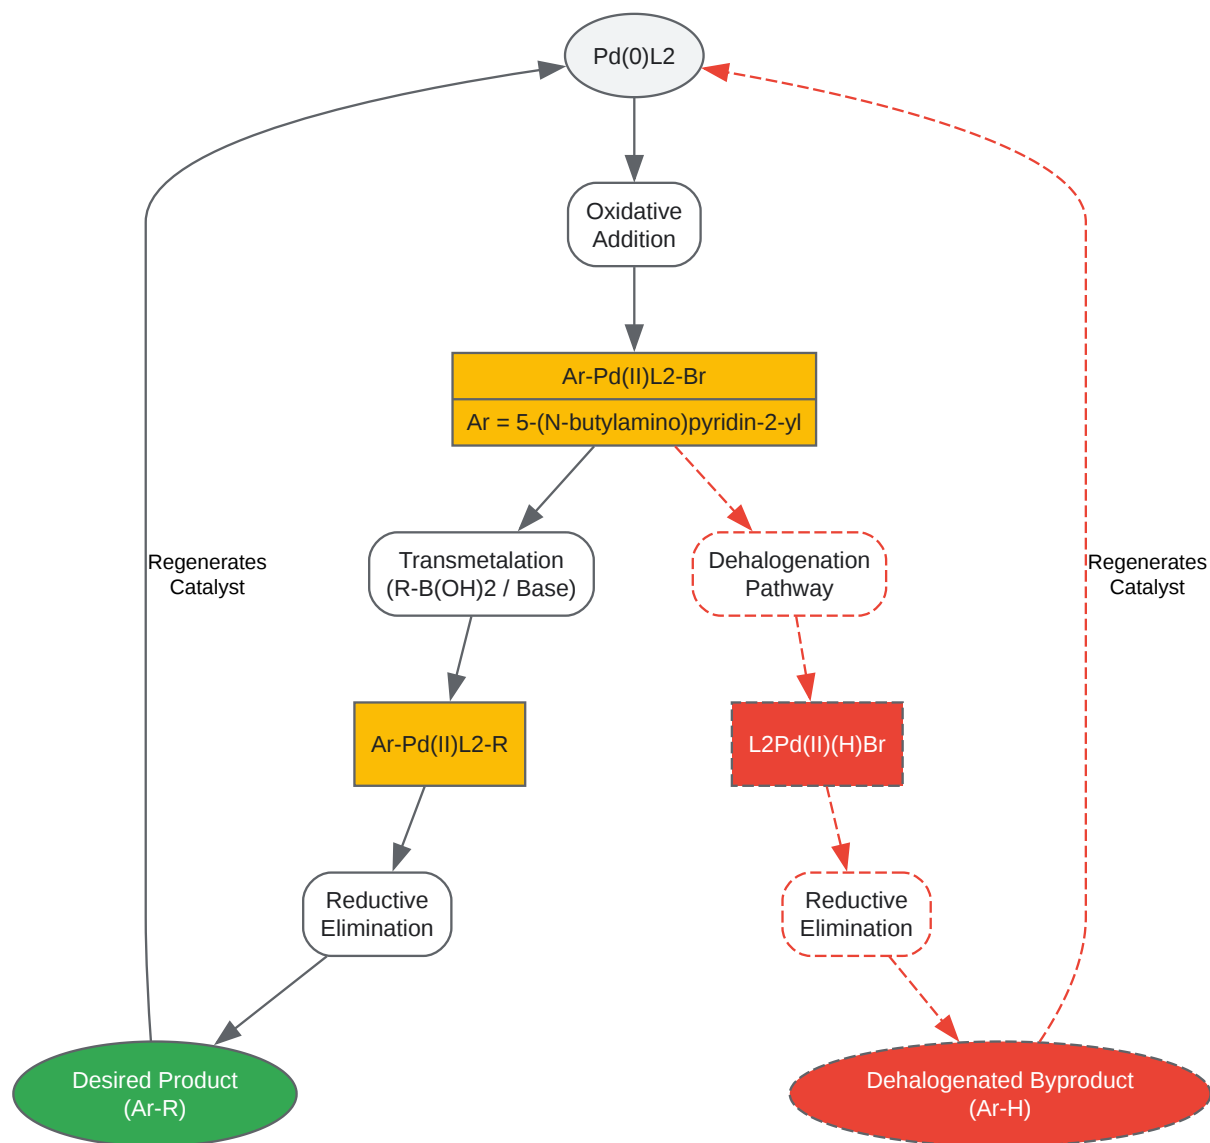 Pd(0)L2
Oxidative
Addition
Ar-Pd(II)L2-Br
Ar = 5-(N-butylamino)pyridin-2-yl
Transmetalation
(R-B(OH)2 / Base)
Dehalogenation
Pathway
Regenerates
Catalyst
Regenerates
Catalyst
Ar-Pd(II)L2-R
L2Pd(II)(H)Br
Reductive
Elimination
Reductive
Elimination
Desired Product
(Ar-R)
Dehalogenated Byproduct
(Ar-H)